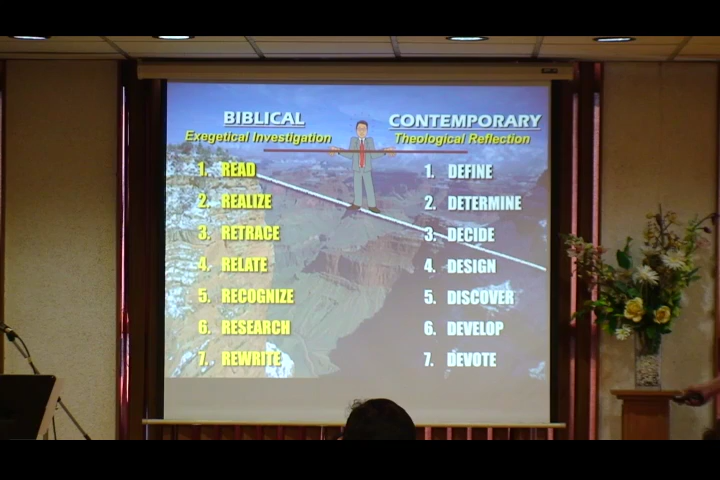 BIBLICAL
Exegetical Investigation
1. READ
2. REALIZE
3. RETRACE
4. RELATE
5. RECOGNIZE
6. RESEARCH
7. REWRITE
CONTEMPORARY
Theological Reflection
1. DEFINE
2. DETERMINE
3. DECIDE
4. DESIGN
5. DISCOVER
6. DEVELOP
7. DEVOTE